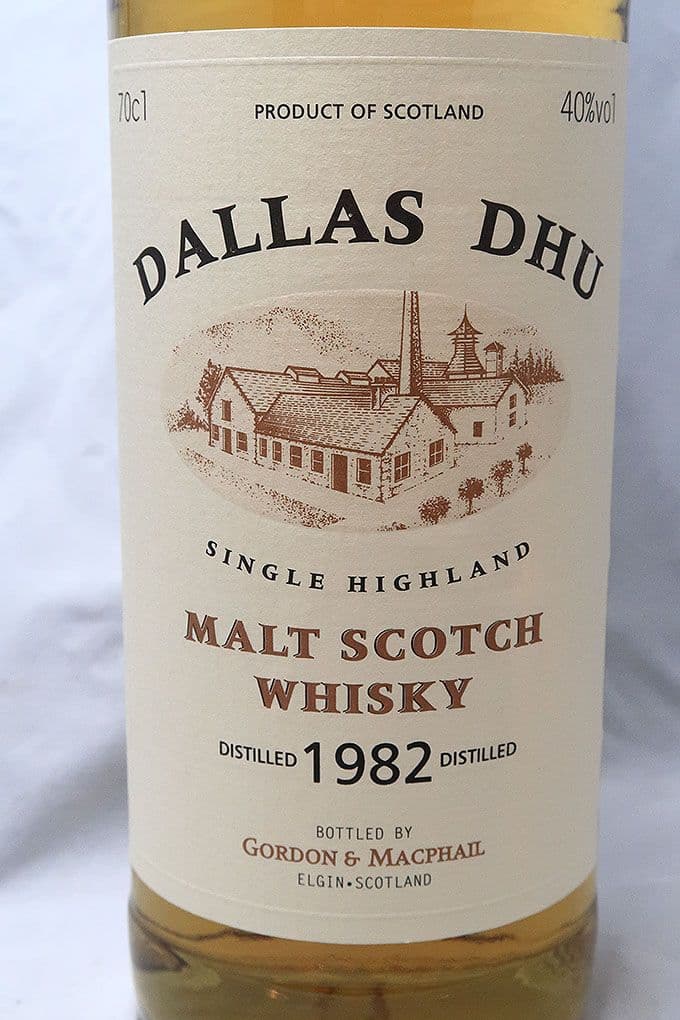 70cl PRODUCT OF SCOTLAND 40%vol
DALLAS DHU
SINGLE HIGHLAND
MALT SCOTCH
WHISKY
DISTILLED 1982 DISTILLED
BOTTLED BY
GORDON & MACPHAIL
ELGIN•SCOTLAND